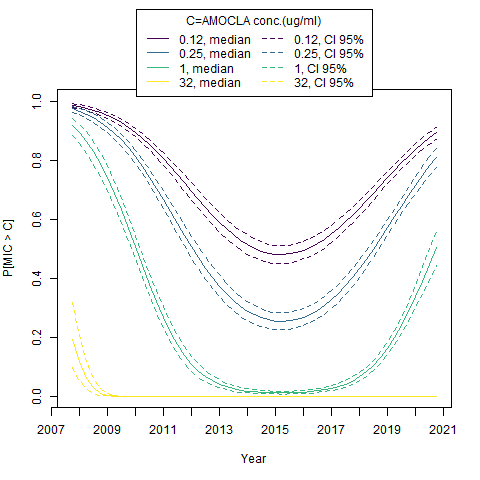 C=AMOCLA conc.(ug/ml)
0.12, median 0.12, CI 95%
0.25, median 0.25, CI 95%
1, median 1, CI 95%
32, median 32, CI 95%
1.0
0.8
0.6
0.4
0.2
0.0
P[MIC > C]
2007 2009 2011 2013 2015 2017 2019 2021
Year